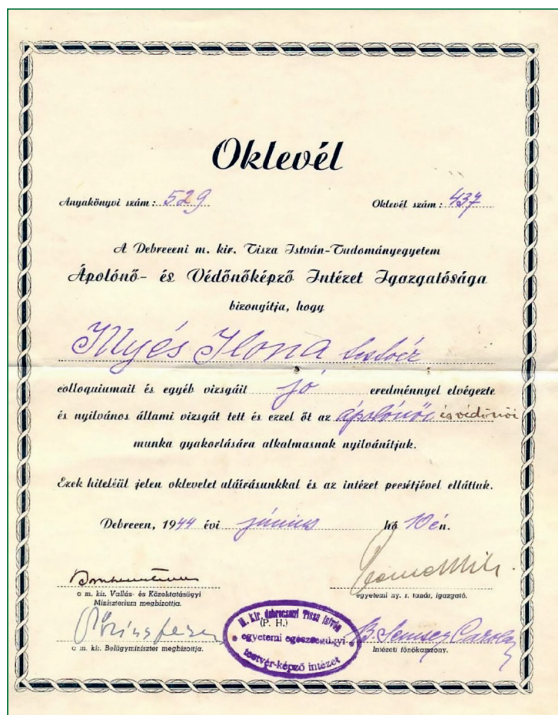 Oklevél
Anyakönyvi szám: 529
Oklevél szám: 437
A Debreceni m. kir. Tisza István-Tudományegyetem
Ápolónő- és Védőnőképző Intézet Igazgatósága
bizonyítja, hogy
Illyés Ilona testvér
colloquiumait és egyéb vizsgáit jó eredménnyel elvégezte
és nyilvános állami vizsgát tett és ezzel őt az ápolónői és védőnői
munka gyakorlására alkalmasnak nyilvánítjuk.
Ezek hiteléül jelen oklevelet aláírásunkkal és az intézet pecsétjével elláttuk.
Debrecen, 1944 évi június hó 10 én.
a m. kir. Vallás- és Közoktatásügyi
Minisztérium megbízottja.
egyetemi ny. r. tanár, igazgató.
a m. kir. Belügyminiszter megbízottja.
M. kir. debreceni Tisza István
(P. H.)
egyetemi egészségügyi-
testvér-képző intézet
Intézeti főnökasszony.